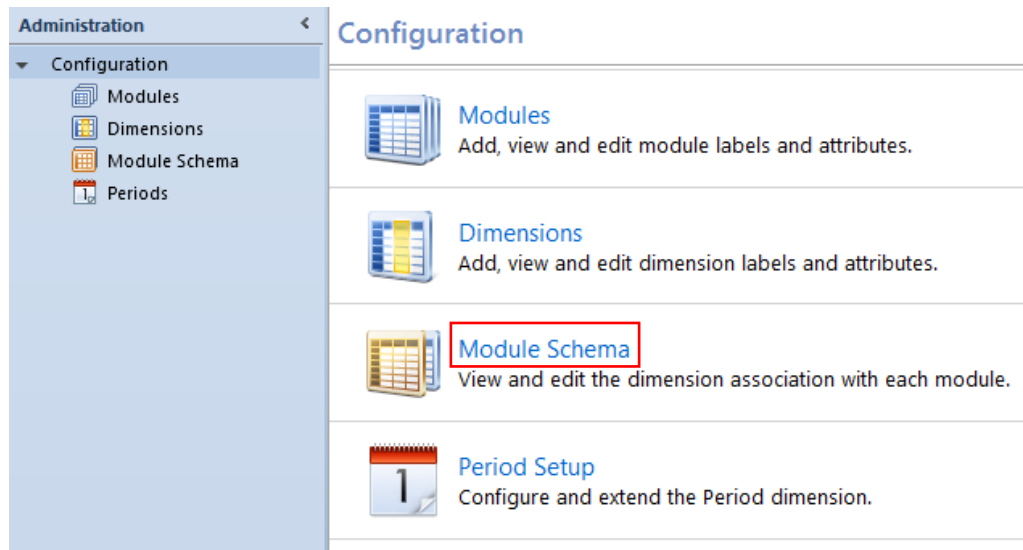 Administration
Configuration
Modules
Dimensions
Module Schema
Periods
Configuration
Modules
Add, view and edit module labels and attributes.
Dimensions
Add, view and edit dimension labels and attributes.
Module Schema
View and edit the dimension association with each module.
1
Period Setup
Configure and extend the Period dimension.